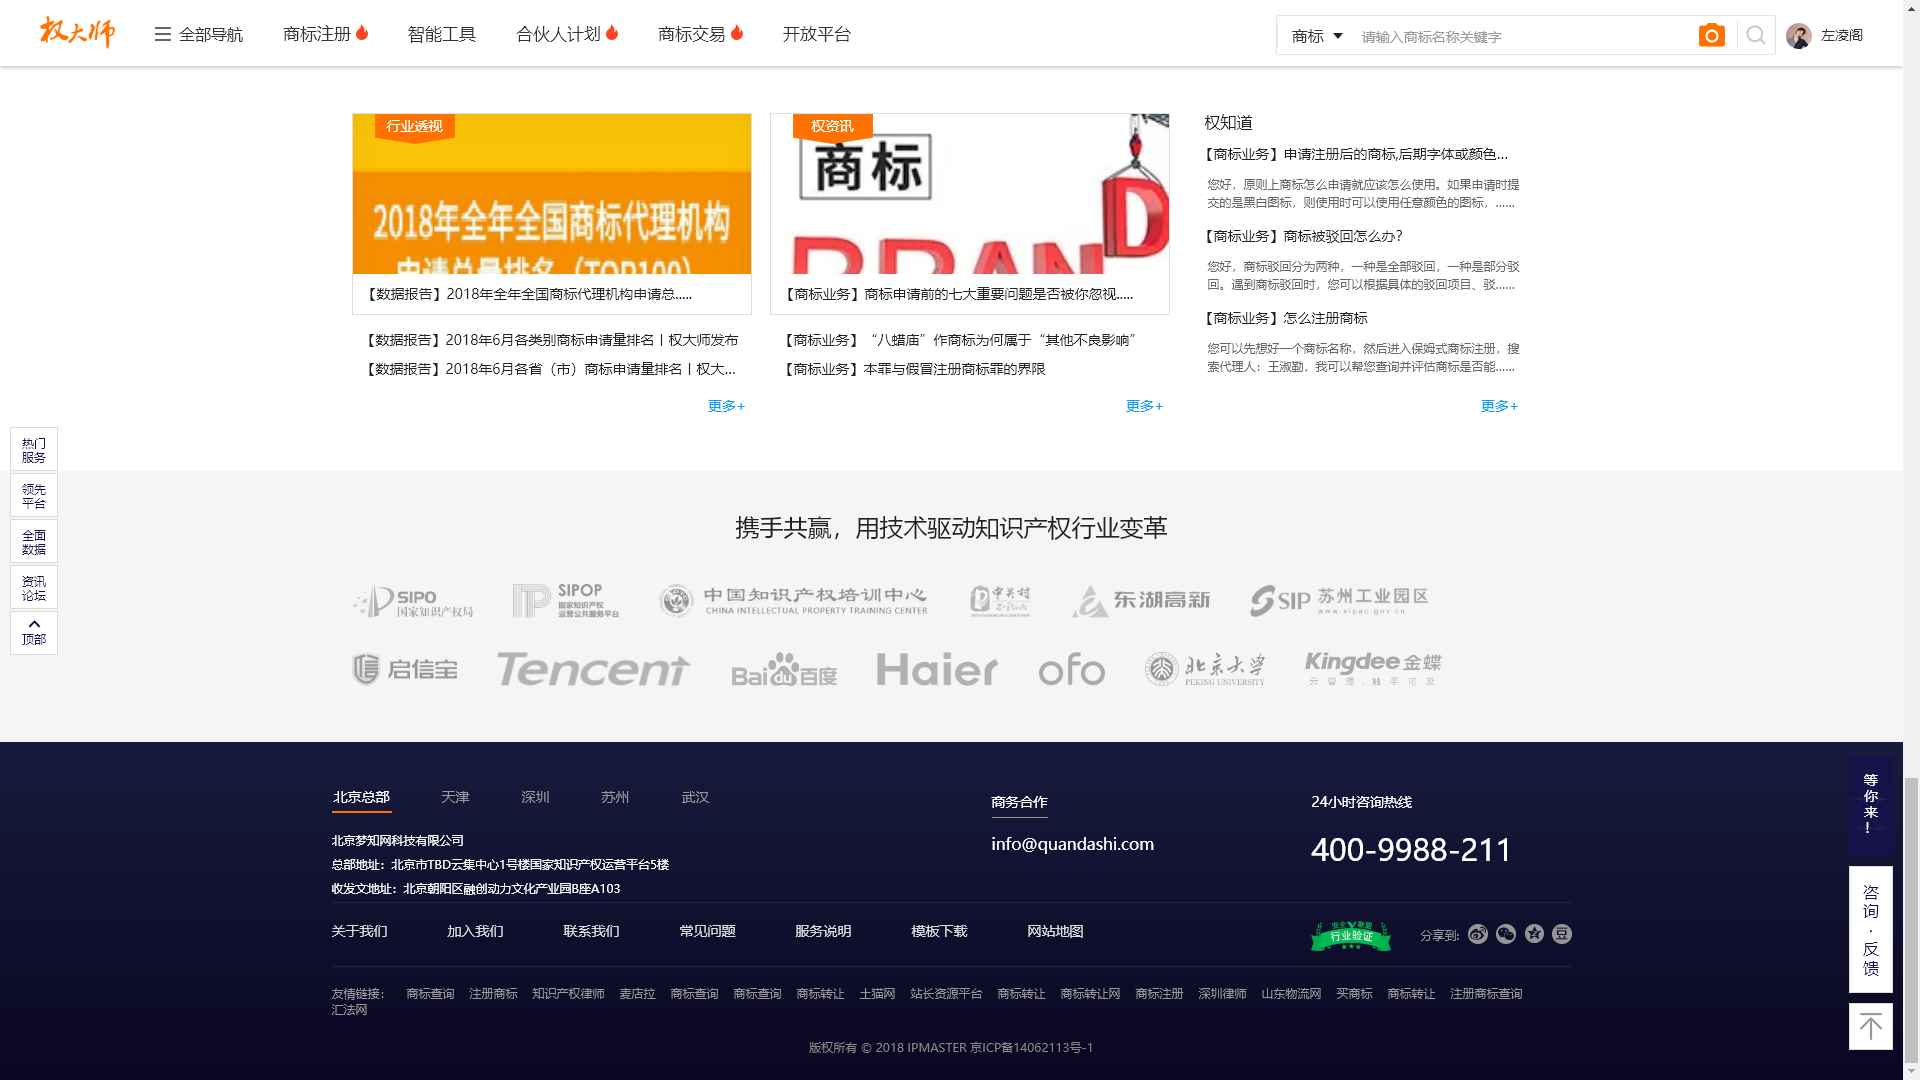 权大师
全部导航
商标注册
智能工具
合伙人计划
商标交易
开放平台
商标
请输入商标名称关键字
左凌阁
行业透视
2018年全年全国商标代理机构
申请总量排名（TOP100）
【数据报告】2018年全年全国商标代理机构申请总.....
【数据报告】2018年6月各类别商标申请量排名丨权大师发布
【数据报告】2018年6月各省（市）商标申请量排名丨权大...
更多+
权资讯
商标
BRAND
【商标业务】商标申请前的七大重要问题是否被你忽视.....
【商标业务】“八蜡庙”作商标为何属于“其他不良影响”
【商标业务】本罪与假冒注册商标罪的界限
更多+
权知道
【商标业务】申请注册后的商标,后期字体或颜色...
您好，原则上商标怎么申请就应该怎么使用。如果申请时提
交的是黑白图标，则使用时可以使用任意颜色的图标，......
【商标业务】商标被驳回怎么办？
您好，商标驳回分为两种，一种是全部驳回，一种是部分驳
回。遇到商标驳回时，您可以根据具体的驳回项目、驳......
【商标业务】怎么注册商标
您可以先想好一个商标名称，然后进入保姆式商标注册，搜
索代理人：王淑勤，我可以帮您查询并评估商标是否能......
更多+
热门
服务
领先
平台
全面
数据
资讯
论坛
顶部
携手共赢，用技术驱动知识产权行业变革
SIPO
国家知识产权局
SIPOP
国家知识产权
运营公共服务平台
中国知识产权培训中心
CHINA INTELLECTUAL PROPERTY TRAINING CENTER
中关村
Z-Park
东湖高新
SIP 苏州工业园区
www.sipac.gov.cn
启信宝
Tencent
Baidu百度
Haier
ofo
北京大学
PEKING UNIVERSITY
Kingdee金蝶
云管理，触手可及
北京总部
天津
深圳
苏州
武汉
北京梦知网科技有限公司
总部地址：北京市TBD云集中心1号楼国家知识产权运营平台5楼
收发文地址：北京朝阳区融创动力文化产业园B座A103
商务合作
info@quandashi.com
24小时咨询热线
400-9988-211
关于我们
加入我们
联系我们
常见问题
服务说明
模板下载
网站地图
安全联盟
行业验证
分享到:
豆
友情链接：
商标查询
注册商标
知识产权律师
麦店拉
商标查询
商标查询
商标转让
土猫网
站长资源平台
商标转让
商标转让网
商标注册
深圳律师
山东物流网
买商标
商标转让
注册商标查询
汇法网
版权所有 © 2018 IPMASTER 京ICP备14062113号-1
等你来！
咨询·反馈